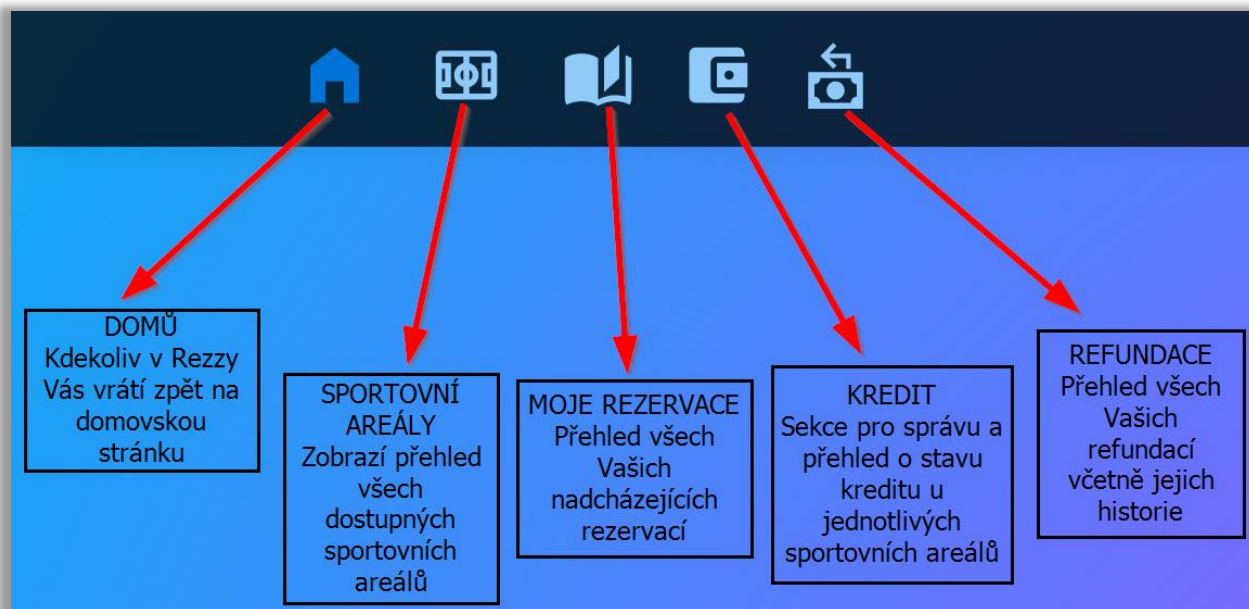 DOMŮ
Kdekoliv v Rezzy
Vás vrátí zpět na
domovskou
stránku
SPORTOVNÍ
AREÁLY
Zobrazí přehled
všech
dostupných
sportovních
areálů
MOJE REZERVACE
Přehled všech
Vašich
nadcházejících
rezervací
KREDIT
Sekce pro správu a
přehled o stavu
kreditu u
jednotlivých
sportovních areálů
REFUNDACE
Přehled všech
Vašich
refundací
včetně jejich
historie